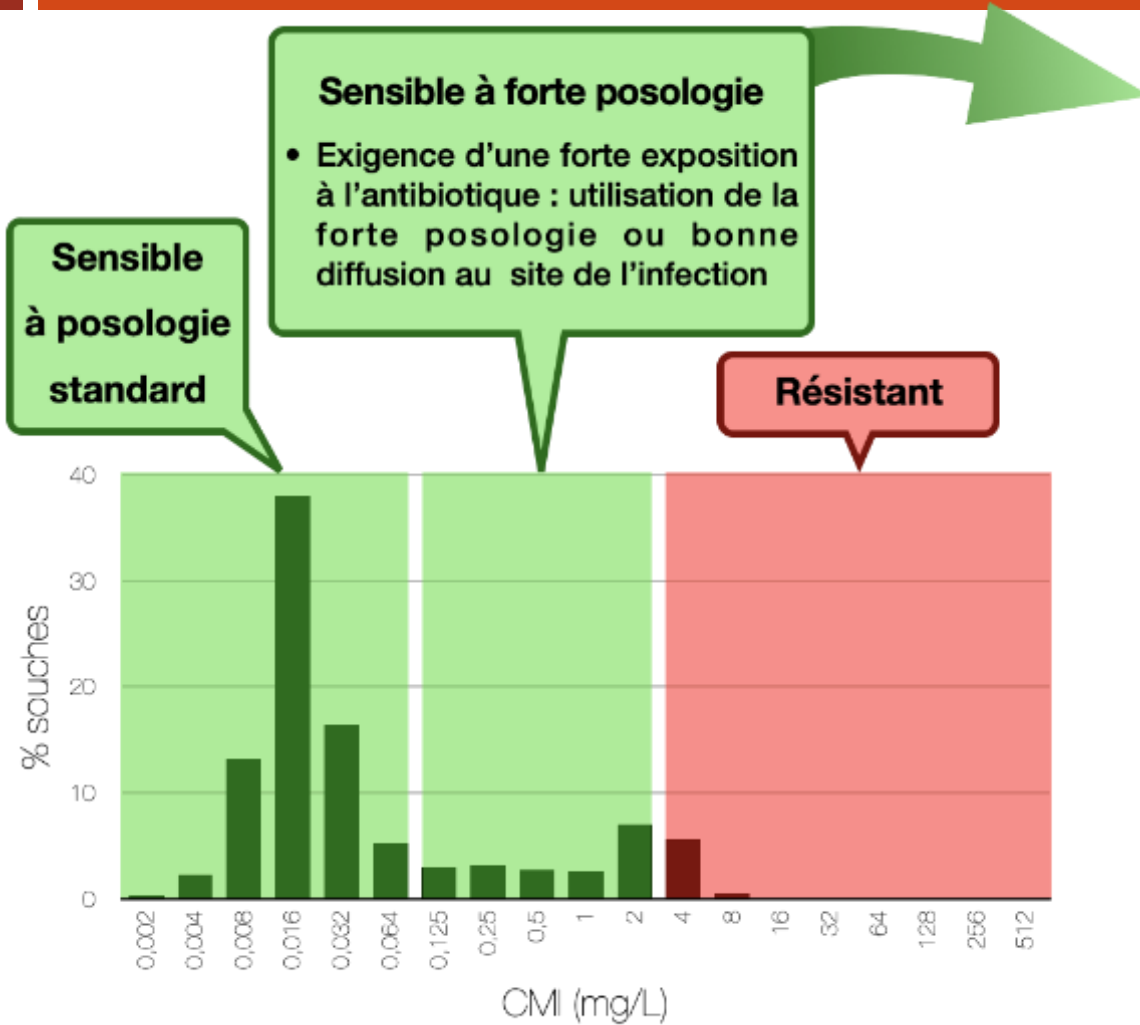 Sensible à forte posologie
• Exigence d'une forte exposition
à l'antibiotique : utilisation de la
forte posologie ou bonne
diffusion au site de l'infection
Sensible
à posologie
standard
Résistant
40
30
20
10
0
% souches
0,002 0,004 0,008 0,016 0,032 0,064 0,125 0,25 0,5 1 2 4 8 16 32 64 128 256 512
CMI (mg/L)